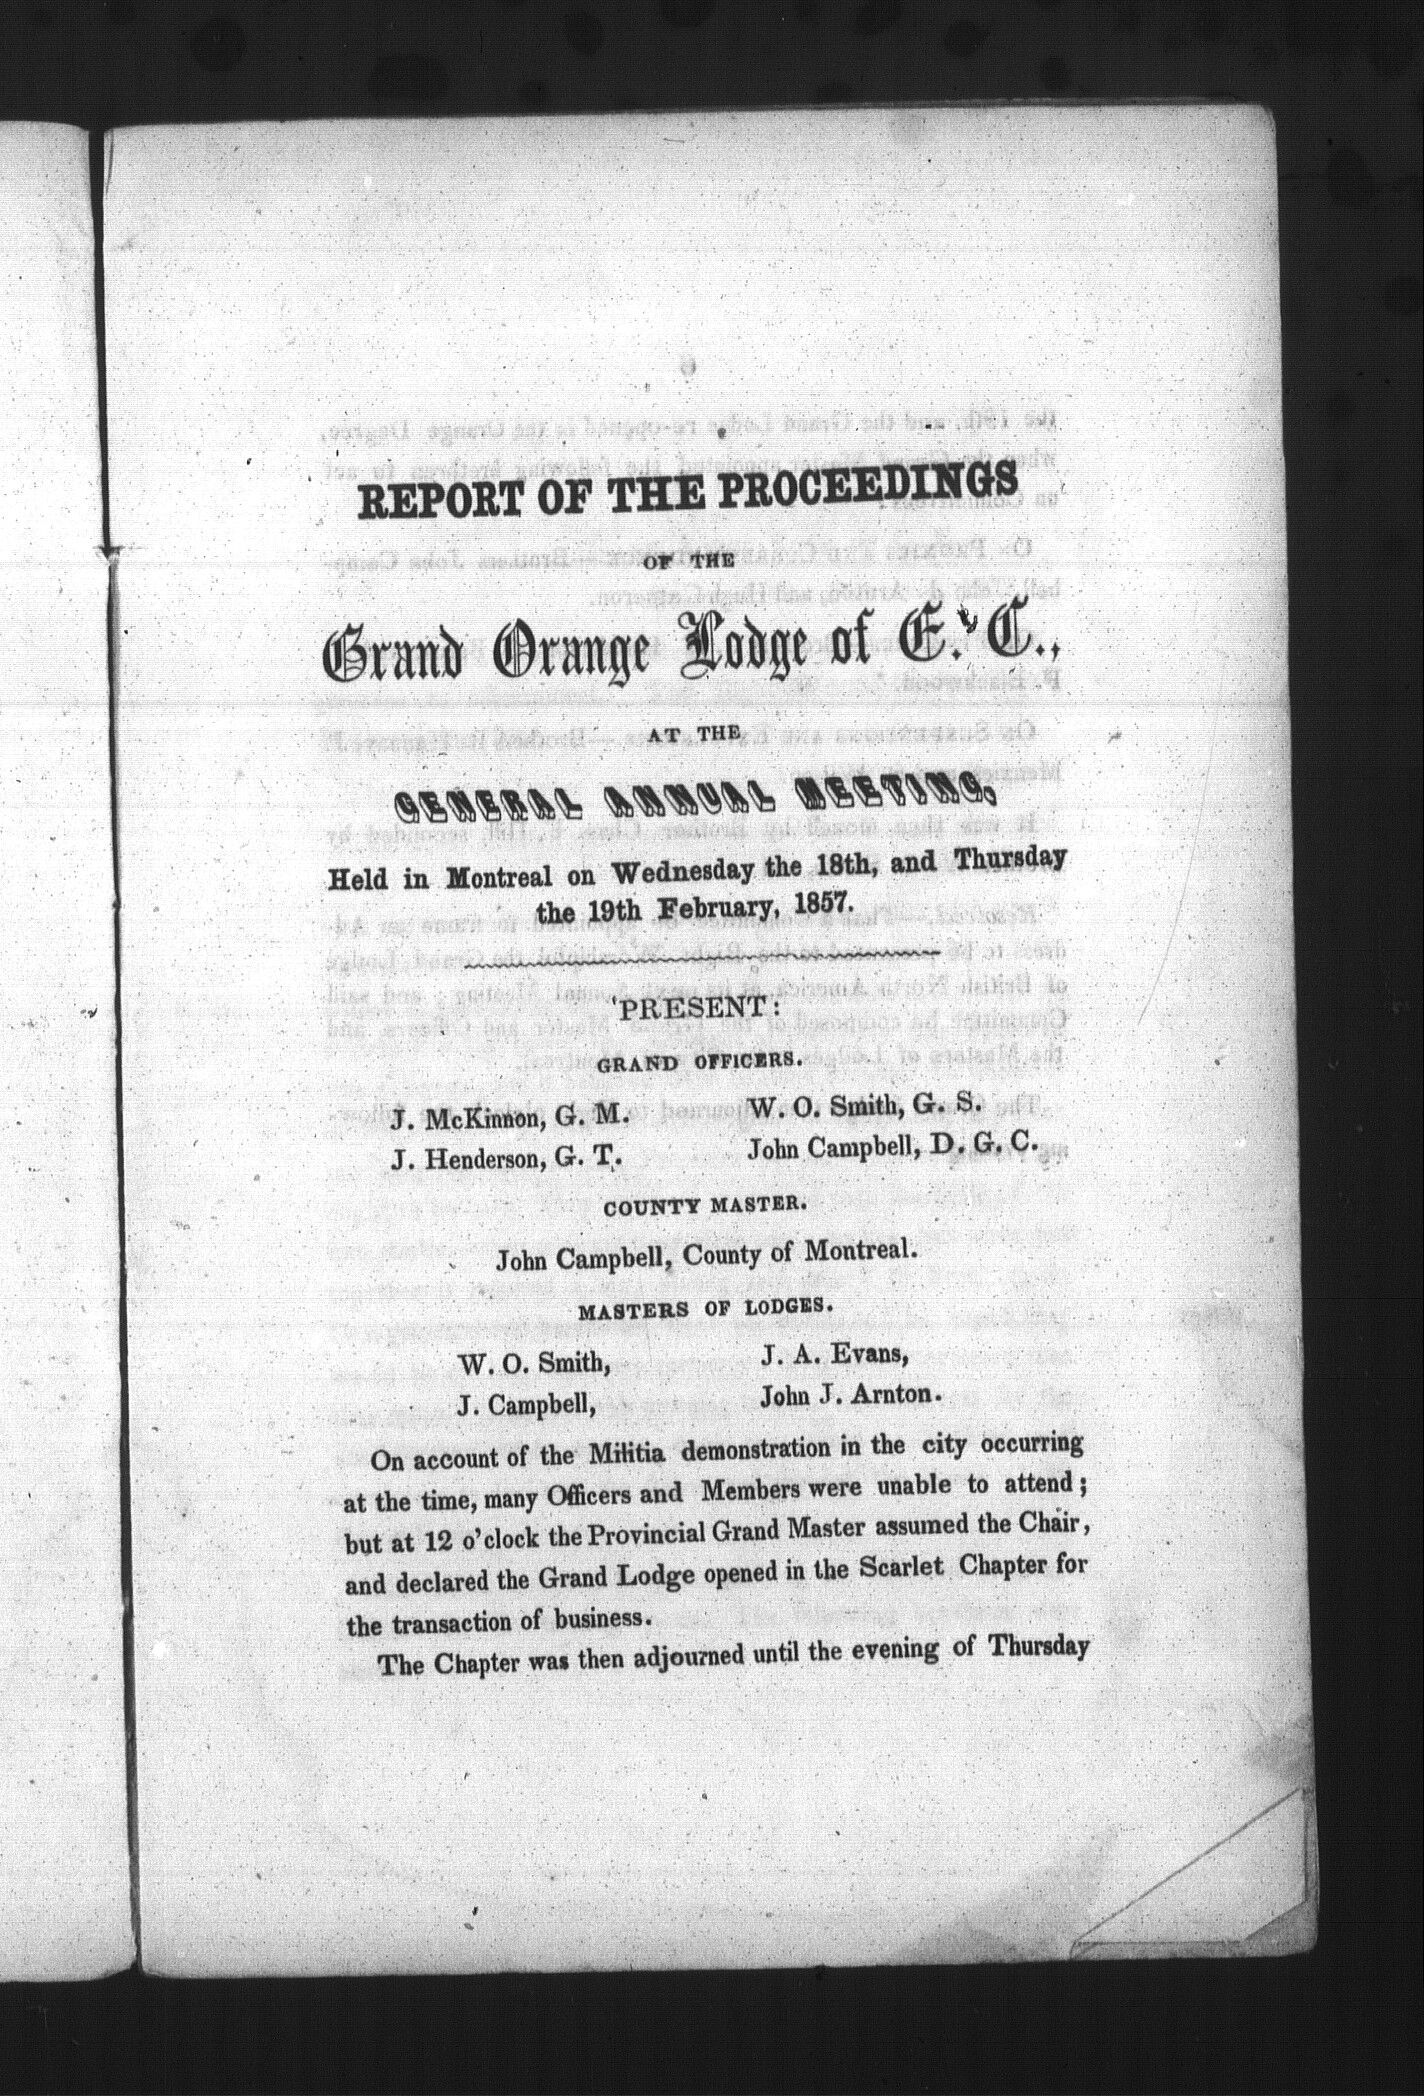 REPORT OF THE PROCEEDINGS
OF THE
Grand Orange Lodge of E. C.,
AT THE
GENERAL ANNUAL MEETING,
Held in Montreal on Wednesday the 18th, and Thursday
the 19th February, 1857.
PRESENT:
GRAND OFFICERS.
J. McKinnon, G. M. W. O. Smith, G. S.
J. Henderson, G. T. John Campbell, D. G. C.
COUNTY MASTER.
John Campbell, County of Montreal.
MASTERS OF LODGES.
W. O. Smith, J. A. Evans,
J. Campbell, John J. Arnton.
On account of the Militia demonstration in the city occurring
at the time, many Officers and Members were unable to attend;
but at 12 o'clock the Provincial Grand Master assumed the Chair,
and declared the Grand Lodge opened in the Scarlet Chapter for
the transaction of business.
The Chapter was then adjourned until the evening of Thursday